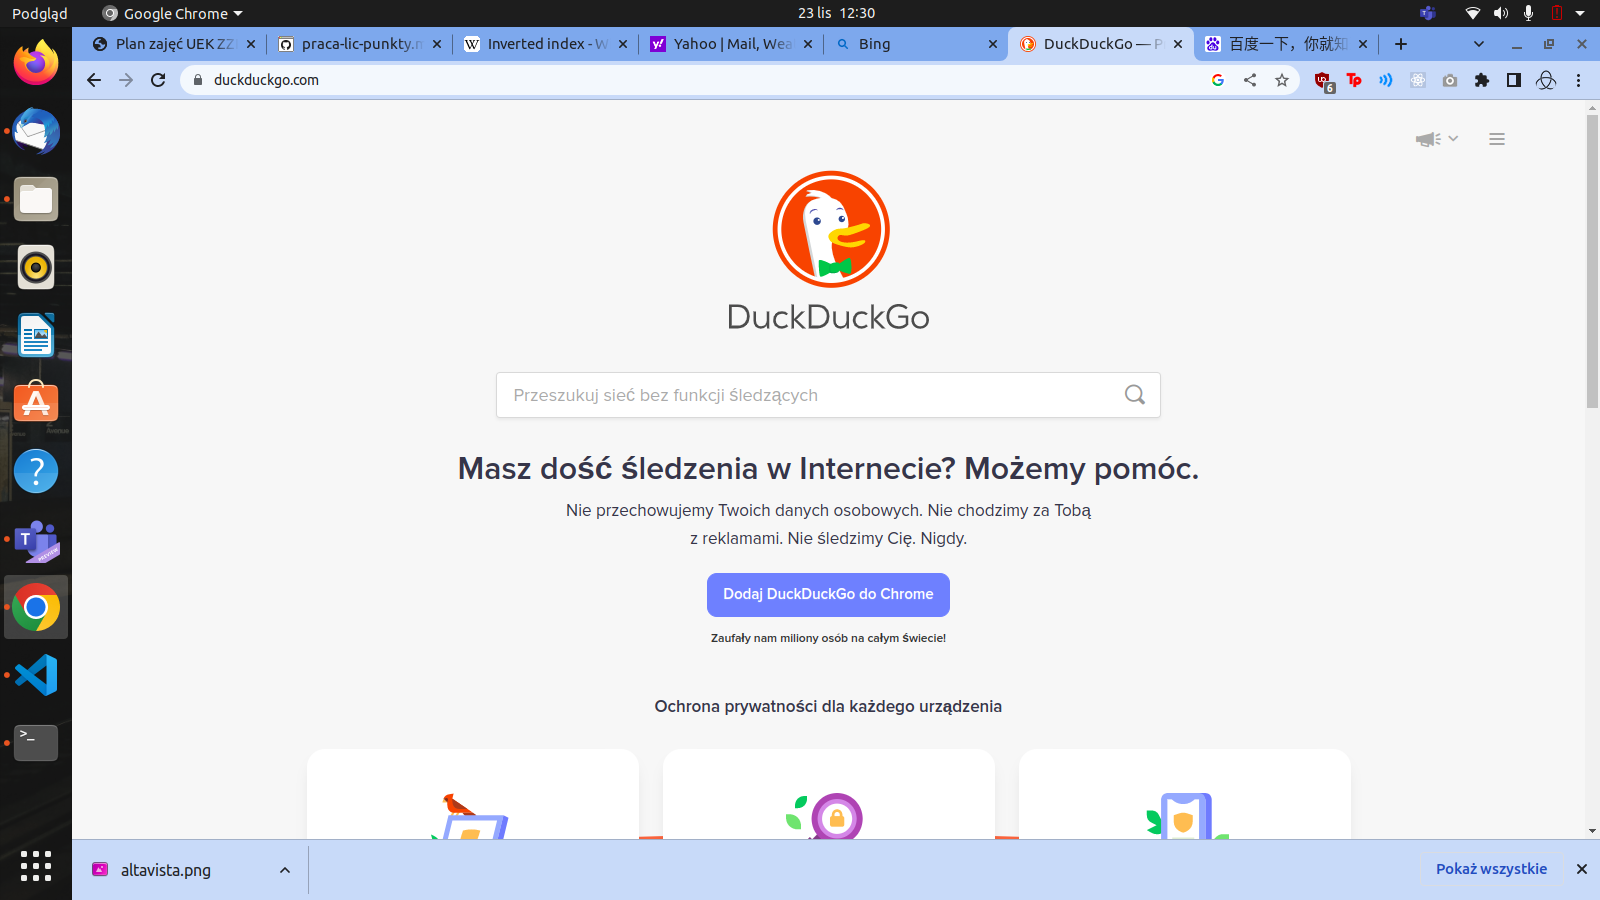 Podgląd
Google Chrome
23 lis 12:30
Plan zajęć UEK ZZ
praca-lic-punkty.m
Inverted index - W
Yahoo | Mail, Wea
Bing
DuckDuckGo — P
百度一下，你就知
duckduckgo.com
6
DuckDuckGo
Przeszukuj sieć bez funkcji śledzących
Masz dość śledzenia w Internecie? Możemy pomóc.
Nie przechowujemy Twoich danych osobowych. Nie chodzimy za Tobą
z reklamami. Nie śledzimy Cię. Nigdy.
Dodaj DuckDuckGo do Chrome
Zaufały nam miliony osób na całym świecie!
Ochrona prywatności dla każdego urządzenia
altavista.png
Pokaż wszystkie